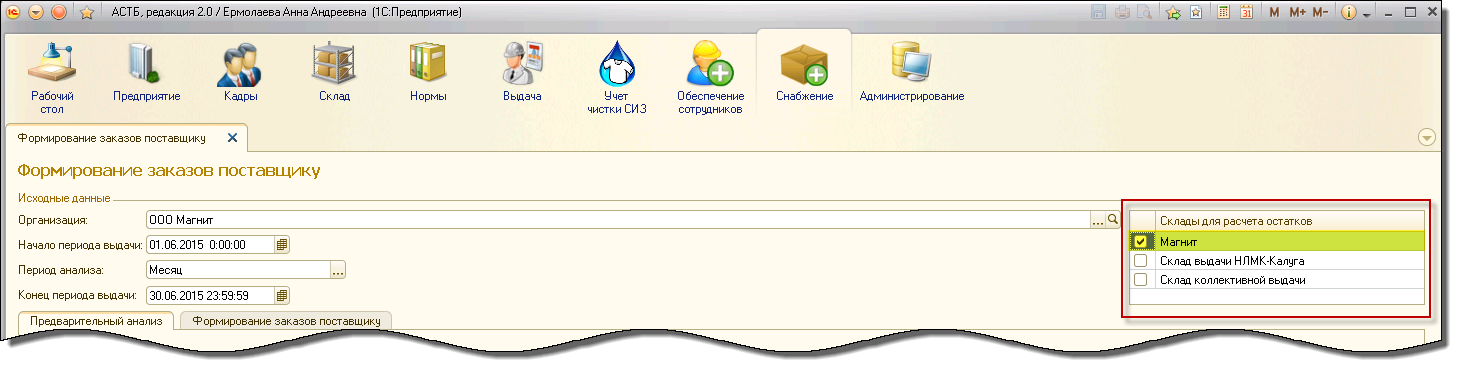 АСТБ, редакция 2.0 / Ермолаева Анна Андреевна (1С:Предприятие)
M M+ M-
Рабочий стол
Предприятие
Кадры
Склад
Нормы
Выдача
Учет чистки СИЗ
Обеспечение сотрудников
Снабжение
Администрирование
Формирование заказов поставщику
Формирование заказов поставщику
Исходные данные
Организация: ООО Магнит
Начало периода выдачи: 01.06.2015 0:00:00
Период анализа: Месяц
Конец периода выдачи: 30.06.2015 23:59:59
Склады для расчета остатков
Магнит
Склад выдачи НЛМК-Калуга
Склад коллективной выдачи
Предварительный анализ
Формирование заказов поставщику